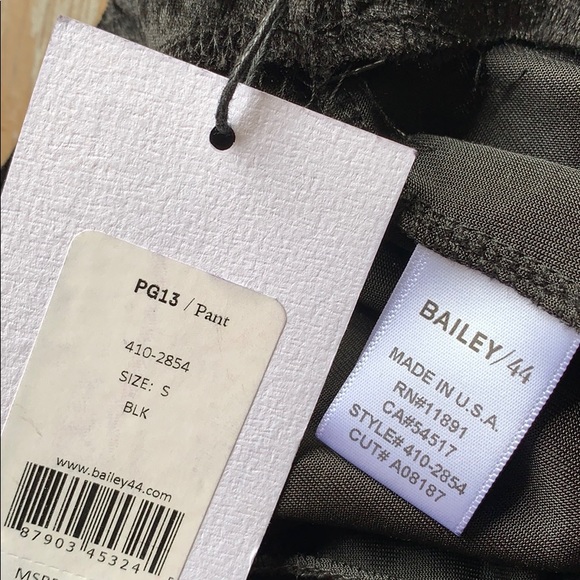 PG13 / Pant
410-2854
SIZE: S
BLK
www.bailey44.com
87903 45324
BAILEY/44
MADE IN U.S.A.
RN#11891
CA#54517
STYLE# 410-2854
CUT# A08187